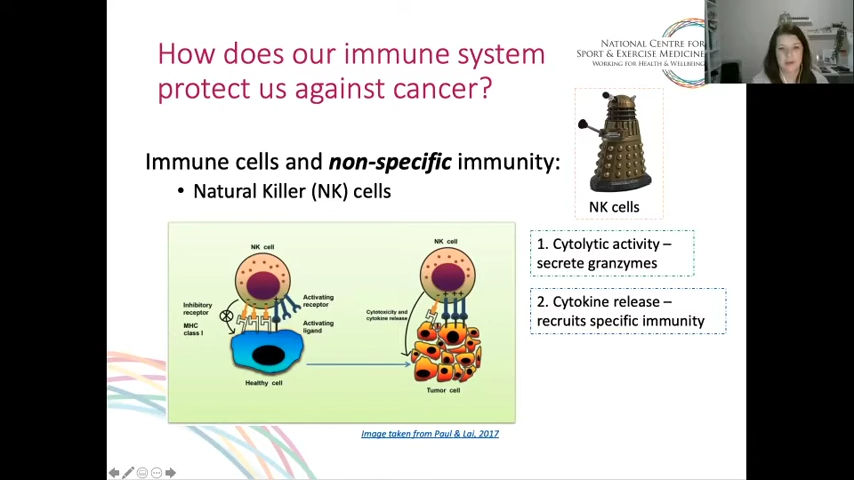 How does our immune system
protect us against cancer?
NATIONAL CENTRE FOR
SPORT & EXERCISE MEDICINE
WORKING FOR HEALTH & WELLBEING
Immune cells and non-specific immunity:
• Natural Killer (NK) cells
NK cells
NK cell
NK cell
Inhibitory
receptor
MHC
class I
Activating
receptor
Activating
ligand
Healthy cell
Cytotoxicity and
cytokine release
Tumor cell
1. Cytolytic activity –
secrete granzymes
2. Cytokine release –
recruits specific immunity
Image taken from Paul & Lai, 2017